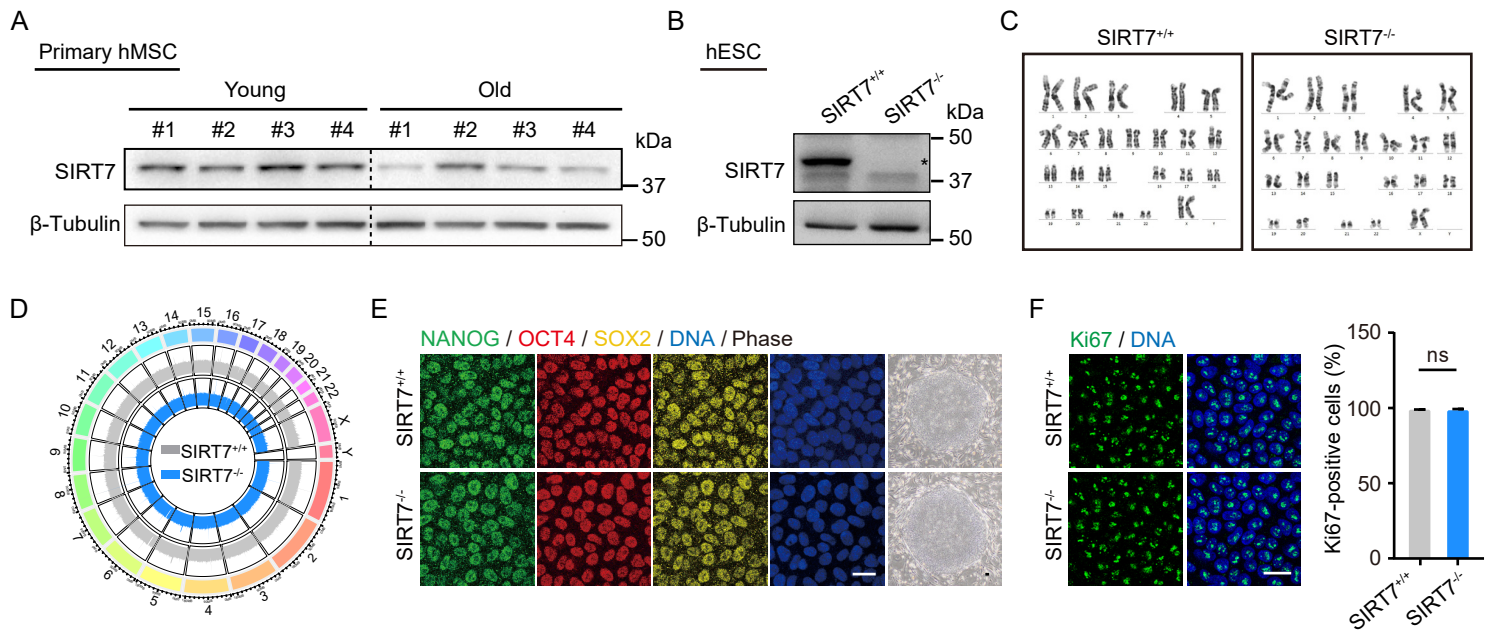 A
Primary hMSC
Young Old
#1 #2 #3 #4 #1 #2 #3 #4 kDa
SIRT7
37
β-Tubulin
50
B
hESC
SIRT7+/+ SIRT7-/- kDa
50
SIRT7 *
37
β-Tubulin
50
C
SIRT7+/+ SIRT7-/-
D
1 2 3 4 5 6 7 8 9 10 11 12 13 14 15 16 17 18 19 20 21 22 X Y
SIRT7+/+
SIRT7-/-
E
NANOG / OCT4 / SOX2 / DNA / Phase
SIRT7+/+
SIRT7-/-
F
Ki67 / DNA
SIRT7+/+
SIRT7-/-
Ki67-positive cells (%)
150
100
50
0
ns
SIRT7+/+
SIRT7-/-